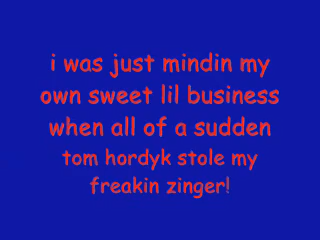 i was just mindin my
own sweet lil business
when all of a sudden
tom hordyk stole my
freakin zinger!